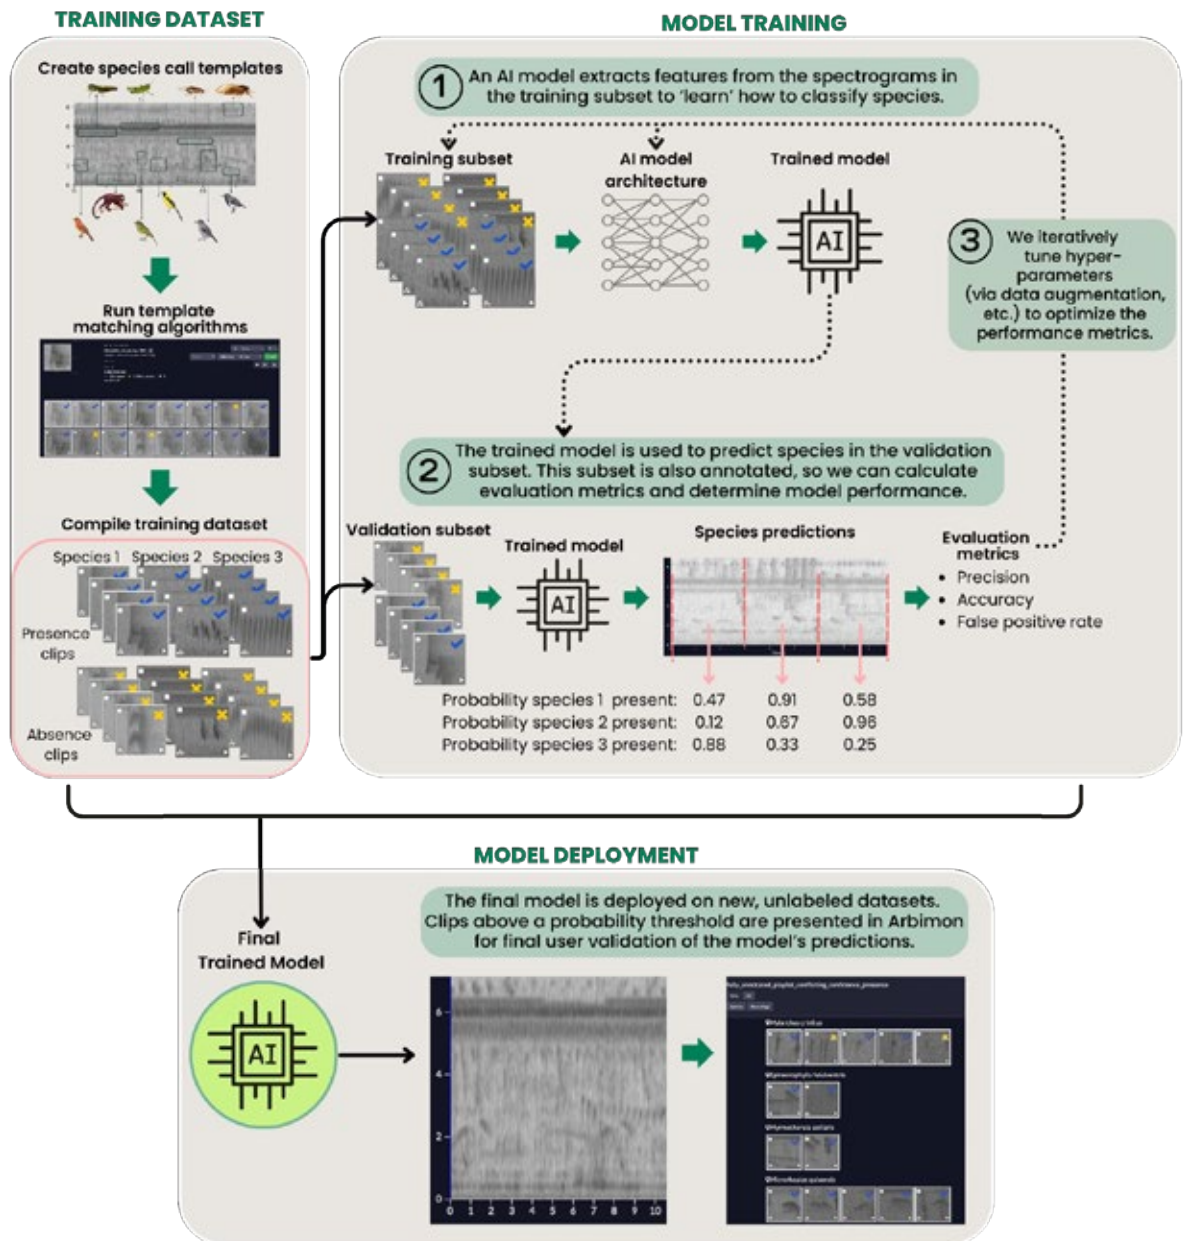 TRAINING DATASET
Create species call templates
Run template
matching algorithms
Compile training dataset
Species 1 Species 2 Species 3
Presence
clips
Absence
clips
MODEL TRAINING
1
An AI model extracts features from the spectrograms in
the training subset to 'learn' how to classify species.
Training subset
AI model
architecture
Trained model
AI
3
We iteratively
tune hyper-
parameters
(via data augmentation,
etc.) to optimize the
performance metrics.
2
The trained model is used to predict species in the validation
subset. This subset is also annotated, so we can calculate
evaluation metrics and determine model performance.
Validation subset
Trained model
AI
Species predictions
Evaluation
metrics
• Precision
• Accuracy
• False positive rate
Probability species 1 present: 0.47 0.91 0.58
Probability species 2 present: 0.12 0.67 0.96
Probability species 3 present: 0.88 0.33 0.25
MODEL DEPLOYMENT
The final model is deployed on new, unlabeled datasets.
Clips above a probability threshold are presented in Arbimon
for final user validation of the model's predictions.
Final
Trained Model
AI
6
4
2
0
0 1 2 3 4 5 6 7 8 9 10